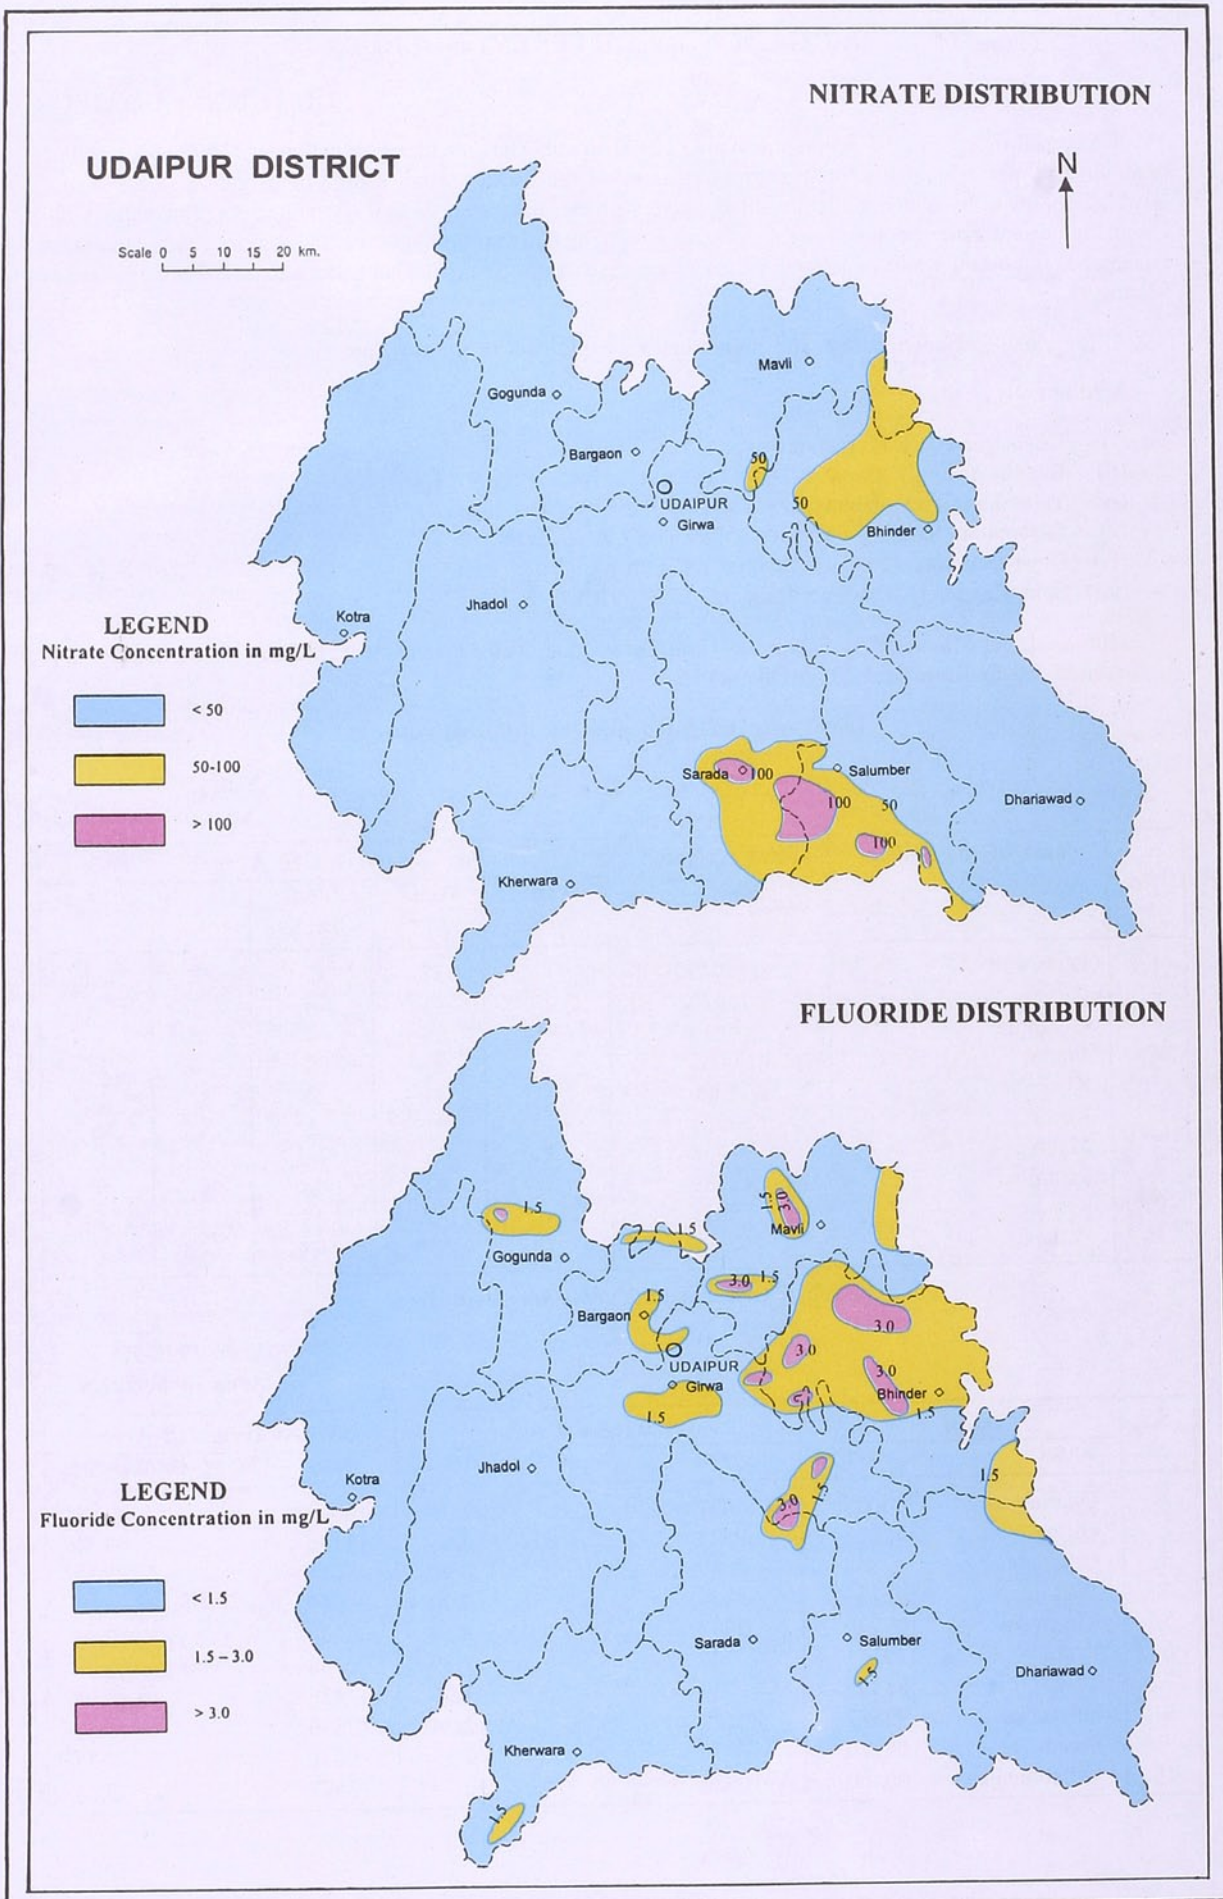 NITRATE DISTRIBUTION
UDAIPUR DISTRICT
N
Scale 0 5 10 15 20 km.
Mavli
Gogunda
Bargaon
50
UDAIPUR
50
Girwa
Bhinder
Jhadol
Kotra
LEGEND
Nitrate Concentration in mg/L
< 50
50-100
> 100
Sarada
100
Salumber
100
50
Dhariawad
100
Kherwara
FLUORIDE DISTRIBUTION
1.5
3.0
1.5
1.5
Mavli
Gogunda
3.0
1.5
1.5
Bargaon
3.0
3.0
UDAIPUR
3.0
Girwa
Bhinder
1.5
1.5
Jhadol
1.5
Kotra
3.0
1.5
LEGEND
Fluoride Concentration in mg/L
< 1.5
1.5 – 3.0
> 3.0
Sarada
Salumber
1.5
Dhariawad
Kherwara
1.5